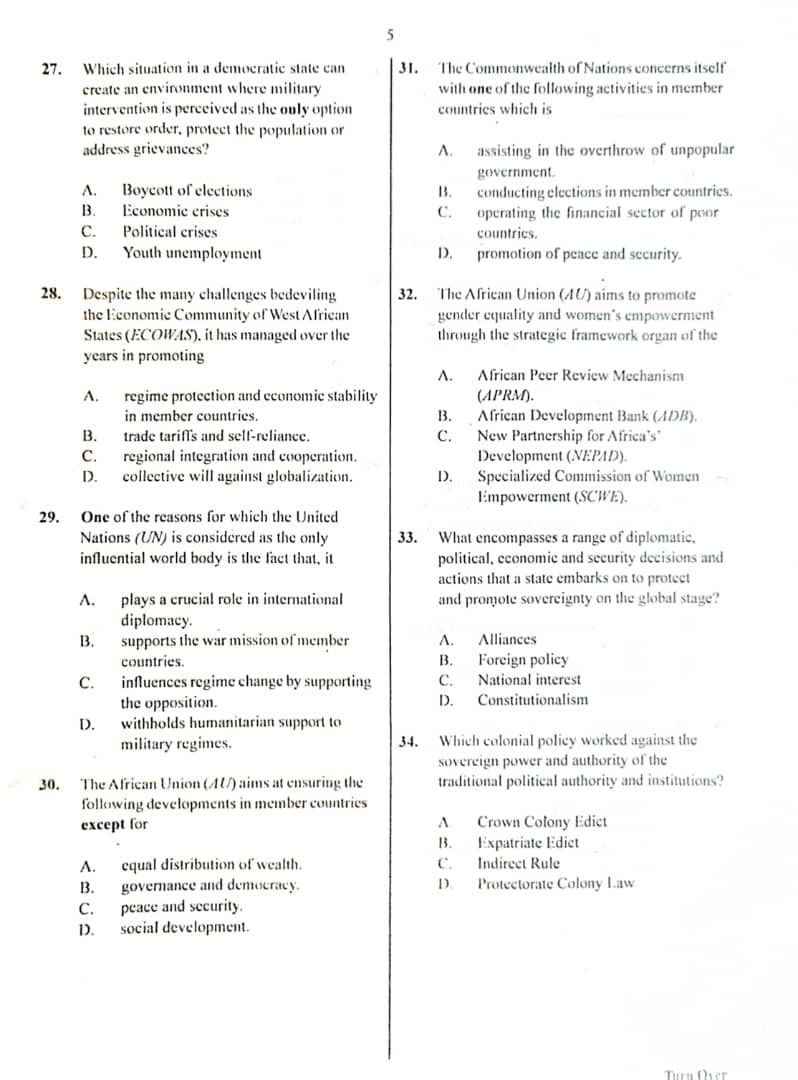 5
27. Which situation in a democratic state can
create an environment where military
intervention is perceived as the only option
to restore order, protect the population or
address grievances?
A. Boycott of elections
B. Economic crises
C. Political crises
D. Youth unemployment
28. Despite the many challenges bedeviling
the Economic Community of West African
States (ECOWAS), it has managed over the
years in promoting
A. regime protection and economic stability
in member countries.
B. trade tariffs and self-reliance.
C. regional integration and cooperation.
D. collective will against globalization.
29. One of the reasons for which the United
Nations (UN) is considered as the only
influential world body is the fact that, it
A. plays a crucial role in international
diplomacy.
B. supports the war mission of member
countries.
C. influences regime change by supporting
the opposition.
D. withholds humanitarian support to
military regimes.
30. The African Union (AU) aims at ensuring the
following developments in member countries
except for
A. equal distribution of wealth.
B. governance and democracy.
C. peace and security.
D. social development.
31. The Commonwealth of Nations concerns itself
with one of the following activities in member
countries which is
A. assisting in the overthrow of unpopular
government.
B. conducting elections in member countries.
C. operating the financial sector of poor
countries.
D. promotion of peace and security.
32. The African Union (AU) aims to promote
gender equality and women's empowerment
through the strategic framework organ of the
A. African Peer Review Mechanism
(APRM).
B. African Development Bank (ADB).
C. New Partnership for Africa's'
Development (NEPAD).
D. Specialized Commission of Women
Empowerment (SCWE).
33. What encompasses a range of diplomatic,
political, economic and security decisions and
actions that a state embarks on to protect
and promote sovereignty on the global stage?
A. Alliances
B. Foreign policy
C. National interest
D. Constitutionalism
34. Which colonial policy worked against the
sovereign power and authority of the
traditional political authority and institutions?
A Crown Colony Edict
B. Expatriate Edict
C. Indirect Rule
D. Protectorate Colony Law
Turn Over